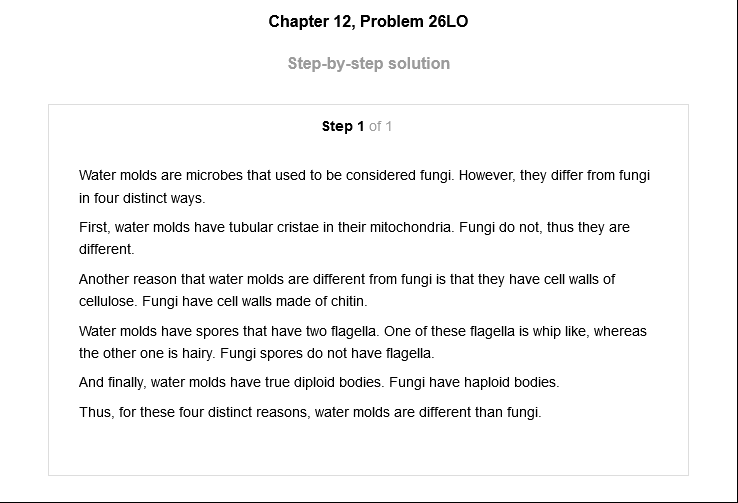 Chapter 12, Problem 26LO
Step-by-step solution
Step 1 of 1
Water molds are microbes that used to be considered fungi. However, they differ from fungi
in four distinct ways.
First, water molds have tubular cristae in their mitochondria. Fungi do not, thus they are
different.
Another reason that water molds are different from fungi is that they have cell walls of
cellulose. Fungi have cell walls made of chitin.
Water molds have spores that have two flagella. One of these flagella is whip like, whereas
the other one is hairy. Fungi spores do not have flagella.
And finally, water molds have true diploid bodies. Fungi have haploid bodies.
Thus, for these four distinct reasons, water molds are different than fungi.